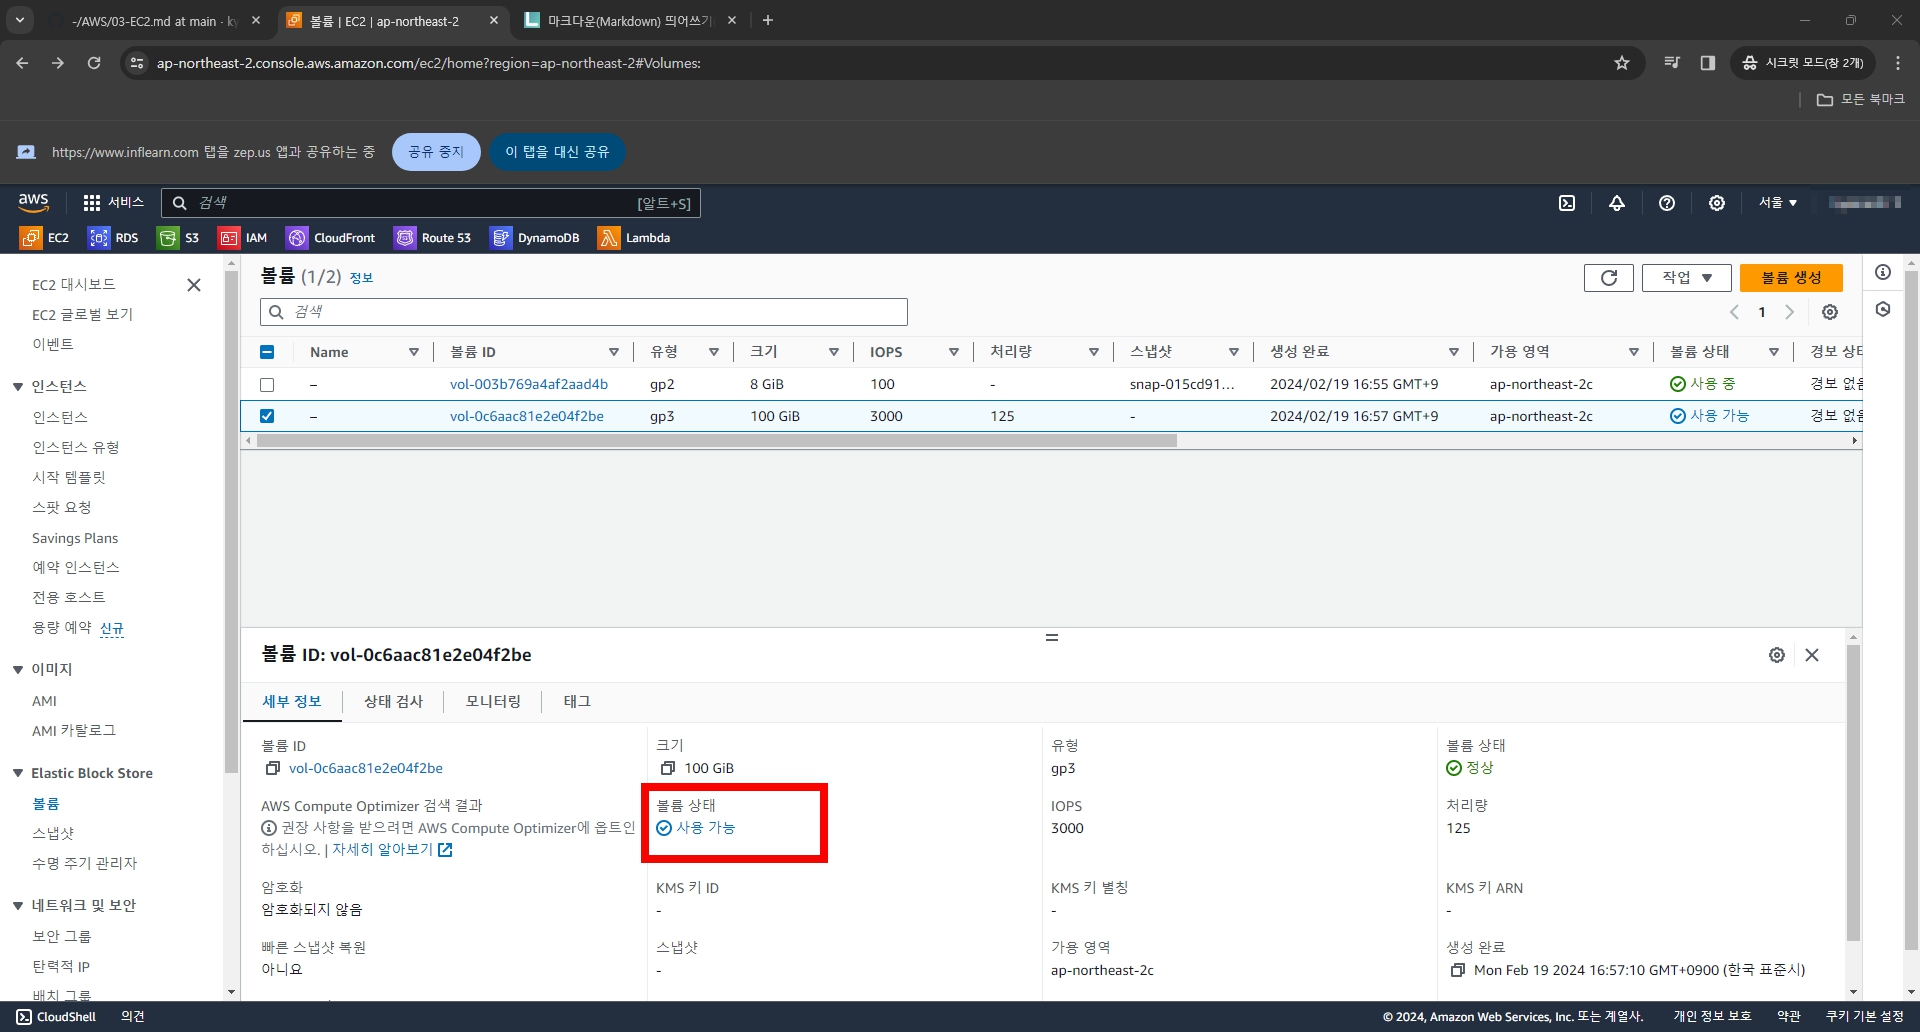 -/AWS/03-EC2.md at main · ky
볼륨 | EC2 | ap-northeast-2
마크다운(Markdown) 띄어쓰기
ap-northeast-2.console.aws.amazon.com/ec2/home?region=ap-northeast-2#Volumes:
시크릿 모드(창 2개)
모든 북마크
https://www.inflearn.com 탭을 zep.us 앱과 공유하는 중
공유 중지
이 탭을 대신 공유
aws
서비스
검색
[알트+S]
서울
EC2
RDS
S3
IAM
CloudFront
Route 53
DynamoDB
Lambda
EC2 대시보드
EC2 글로벌 보기
이벤트
인스턴스
인스턴스
인스턴스 유형
시작 템플릿
스팟 요청
Savings Plans
예약 인스턴스
전용 호스트
용량 예약 신규
이미지
AMI
AMI 카탈로그
Elastic Block Store
볼륨
스냅샷
수명 주기 관리자
네트워크 및 보안
보안 그룹
탄력적 IP
배치 그룹
볼륨 (1/2) 정보
작업
볼륨 생성
검색
1
Name 볼륨 ID 유형 크기 IOPS 처리량 스냅샷 생성 완료 가용 영역 볼륨 상태 경보 상태
– vol-003b769a4af2aad4b gp2 8 GiB 100 - snap-015cd91... 2024/02/19 16:55 GMT+9 ap-northeast-2c 사용 중 경보 없음
– vol-0c6aac81e2e04f2be gp3 100 GiB 3000 125 - 2024/02/19 16:57 GMT+9 ap-northeast-2c 사용 가능 경보 없음
볼륨 ID: vol-0c6aac81e2e04f2be
세부 정보
상태 검사
모니터링
태그
볼륨 ID
vol-0c6aac81e2e04f2be
크기
100 GiB
유형
gp3
볼륨 상태
정상
AWS Compute Optimizer 검색 결과
권장 사항을 받으려면 AWS Compute Optimizer에 옵트인
하십시오. | 자세히 알아보기
볼륨 상태
사용 가능
IOPS
3000
처리량
125
암호화
암호화되지 않음
KMS 키 ID
-
KMS 키 별칭
-
KMS 키 ARN
-
빠른 스냅샷 복원
아니요
스냅샷
-
가용 영역
ap-northeast-2c
생성 완료
Mon Feb 19 2024 16:57:10 GMT+0900 (한국 표준시)
CloudShell
의견
© 2024, Amazon Web Services, Inc. 또는 계열사.
개인 정보 보호
약관
쿠키 기본 설정